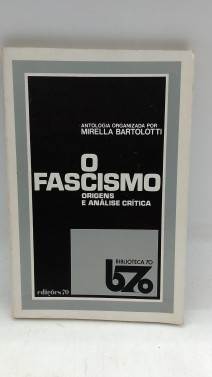 ANTOLOGIA ORGANIZADA POR
MIRELLA BARTOLOTTI
O
FASCISMO
ORIGENS
E ANÁLISE CRÍTICA
BIBLIOTECA 70
b70
edições 70